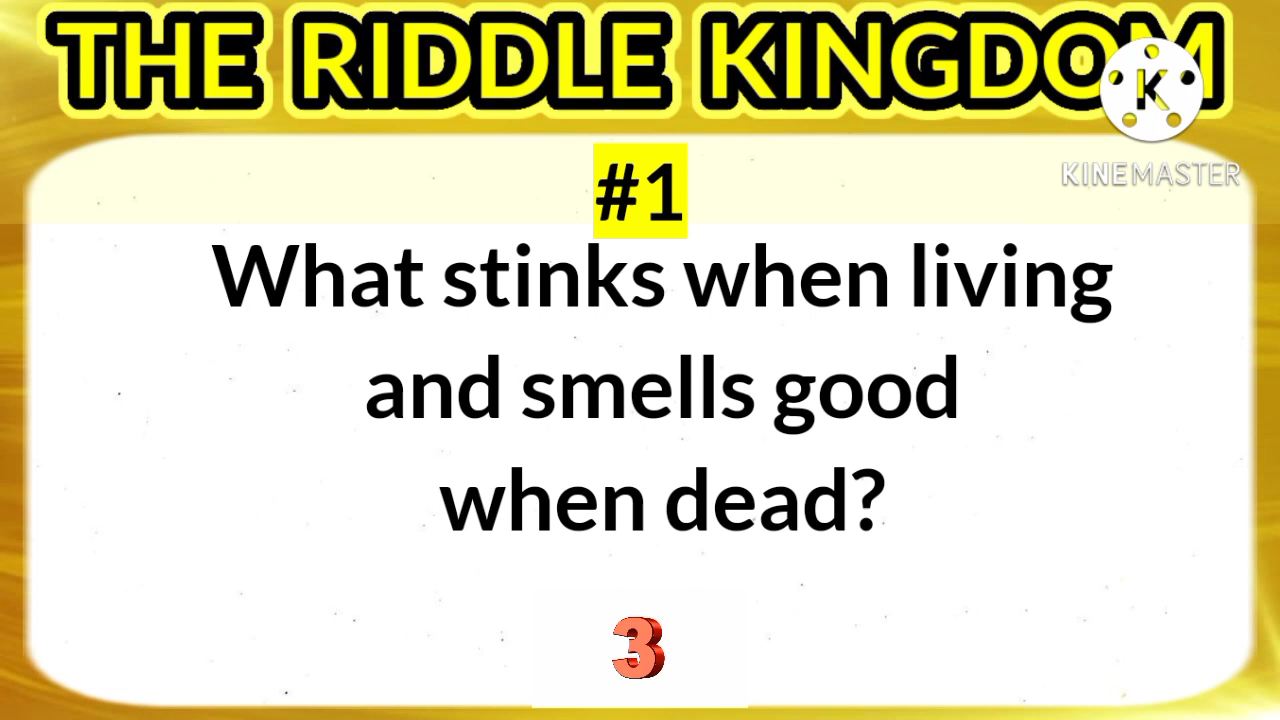 THE RIDDLE KINGDOM
K
KINEMASTER
#1
What stinks when living
and smells good
when dead?
3